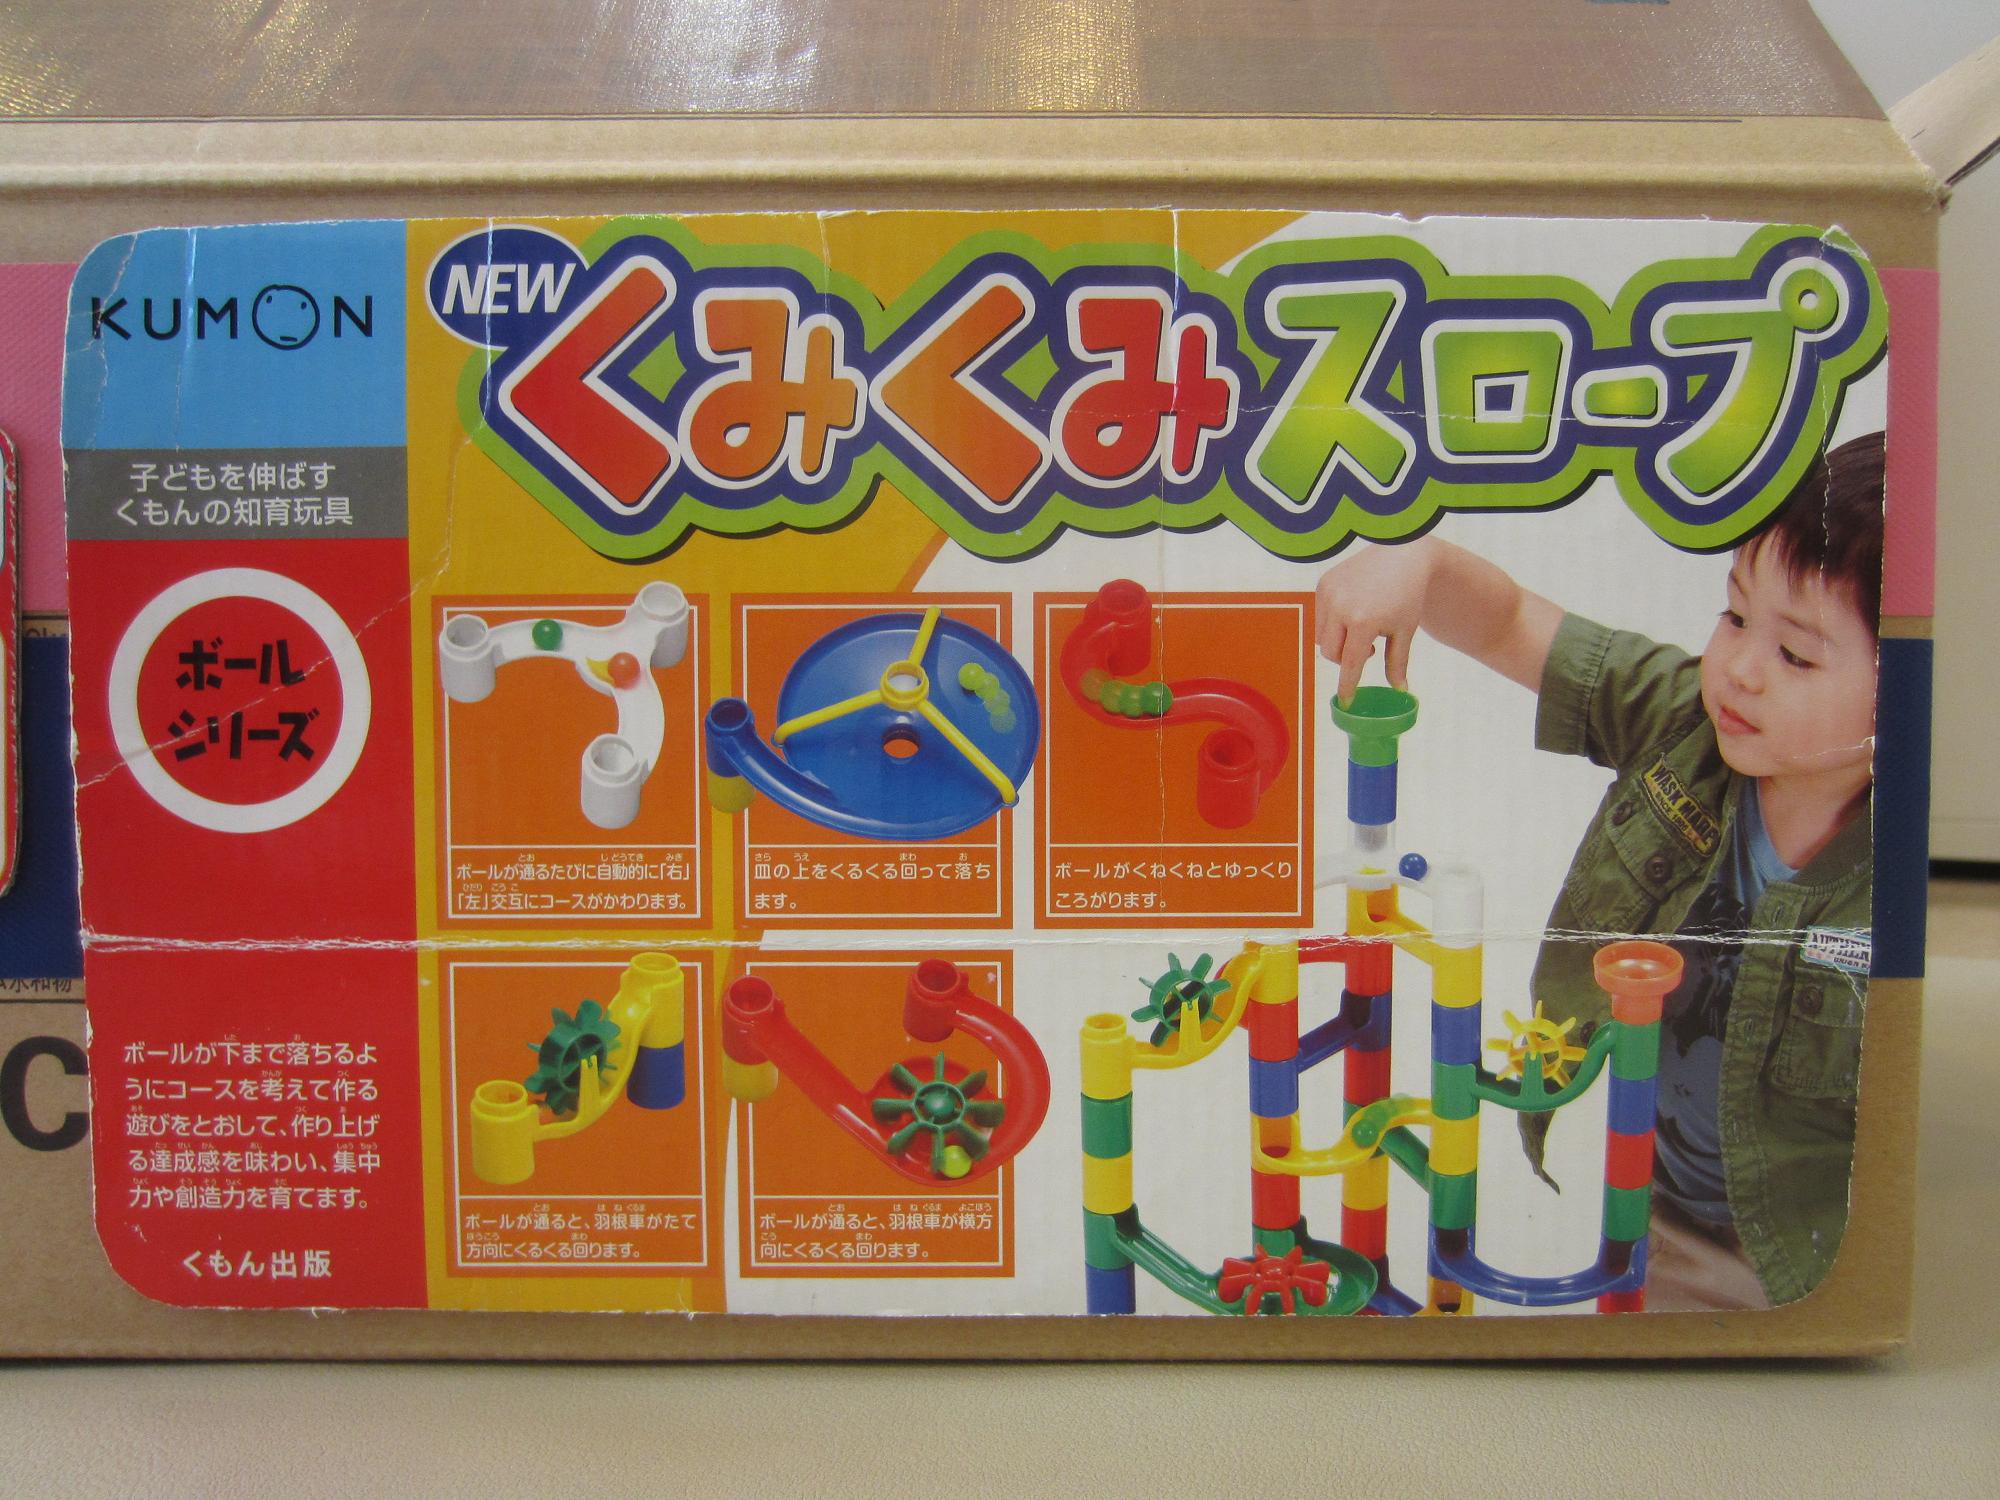 KUMON
子どもを伸ばす
くもんの知育玩具
ボール
シリーズ
ボールが下まで落ちるよ
うにコースを考えて作る
遊びをとおして、作り上げ
る達成感を味わい、集中
力や創造力を育てます。
くもん出版
NEW
くみくみスロープ
ボールが通るたびに自動的に「右」
「左」交互にコースがかわります。
皿の上をくるくる回って落ち
ます。
ボールがくねくねとゆっくり
ころがります。
ボールが通ると、羽根車がたて
方向にくるくる回ります。
ボールが通ると、羽根車が横方
向にくるくる回ります。
C